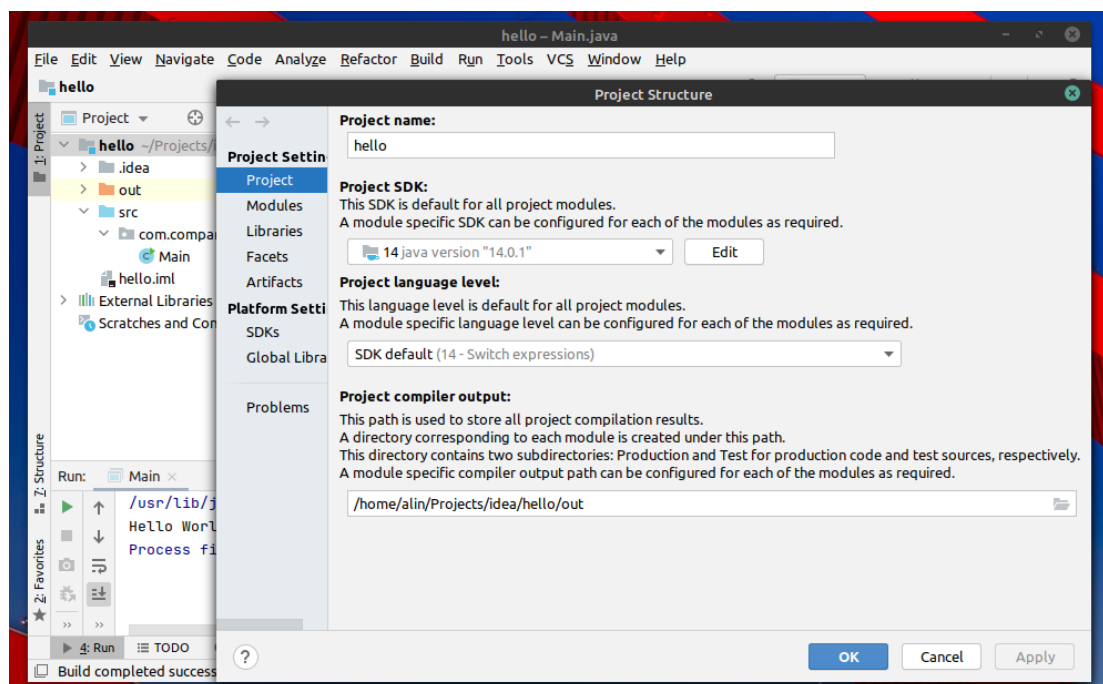 hello – Main.java
File Edit View Navigate Code Analyze Refactor Build Run Tools VCS Window Help
hello
Project Structure
1: Project
Project
hello ~/Projects/i
.idea
out
src
com.compa
Main
hello.iml
External Libraries
Scratches and Con
Project Settin
Project
Modules
Libraries
Facets
Artifacts
Platform Setti
SDKs
Global Libra
Problems
Project name:
hello
Project SDK:
This SDK is default for all project modules.
A module specific SDK can be configured for each of the modules as required.
14 java version "14.0.1"
Edit
Project language level:
This language level is default for all project modules.
A module specific language level can be configured for each of the modules as required.
SDK default (14 - Switch expressions)
Project compiler output:
This path is used to store all project compilation results.
A directory corresponding to each module is created under this path.
This directory contains two subdirectories: Production and Test for production code and test sources, respectively.
A module specific compiler output path can be configured for each of the modules as required.
/home/alin/Projects/idea/hello/out
7: Structure
2: Favorites
Run: Main
/usr/lib/j
Hello Worl
Process fi
4: Run TODO
Build completed success
? OK Cancel Apply